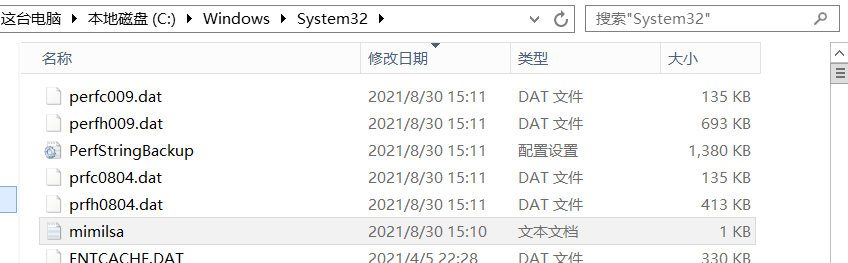 这台电脑 > 本地磁盘 (C:) > Windows > System32 >
搜索"System32"
名称 修改日期 类型 大小
perfc009.dat 2021/8/30 15:11 DAT 文件 135 KB
perfh009.dat 2021/8/30 15:11 DAT 文件 693 KB
PerfStringBackup 2021/8/30 15:11 配置设置 1,380 KB
prfc0804.dat 2021/8/30 15:11 DAT 文件 135 KB
prfh0804.dat 2021/8/30 15:11 DAT 文件 413 KB
mimilsa 2021/8/30 15:10 文本文档 1 KB
FNTCACHE.DAT 2021/4/5 22:28 DAT 文件 330 KB